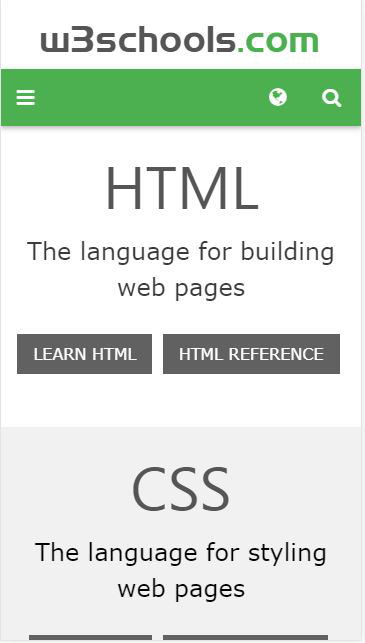 w3schools.com
HTML
The language for building
web pages
LEARN HTML HTML REFERENCE
CSS
The language for styling
web pages